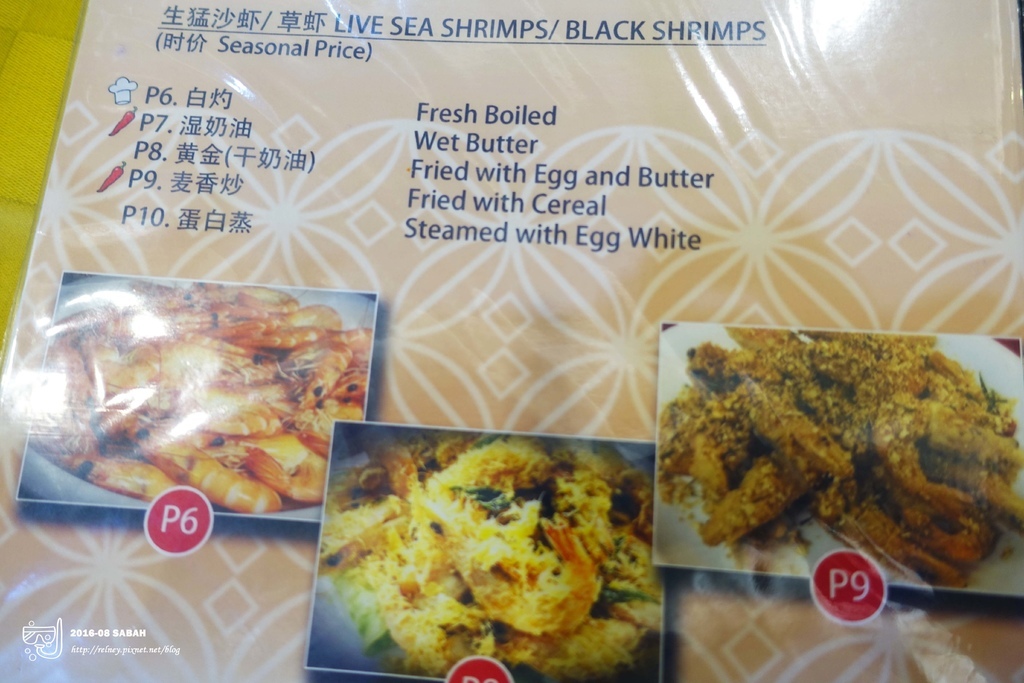 生猛沙虾/ 草虾 LIVE SEA SHRIMPS/ BLACK SHRIMPS
(时价 Seasonal Price)
P6. 白灼 Fresh Boiled
P7. 湿奶油 Wet Butter
P8. 黄金(干奶油) Fried with Egg and Butter
P9. 麦香炒 Fried with Cereal
P10. 蛋白蒸 Steamed with Egg White
P6
P9
P8
2016-08 SABAH
http://relney.pixnet.net/blog